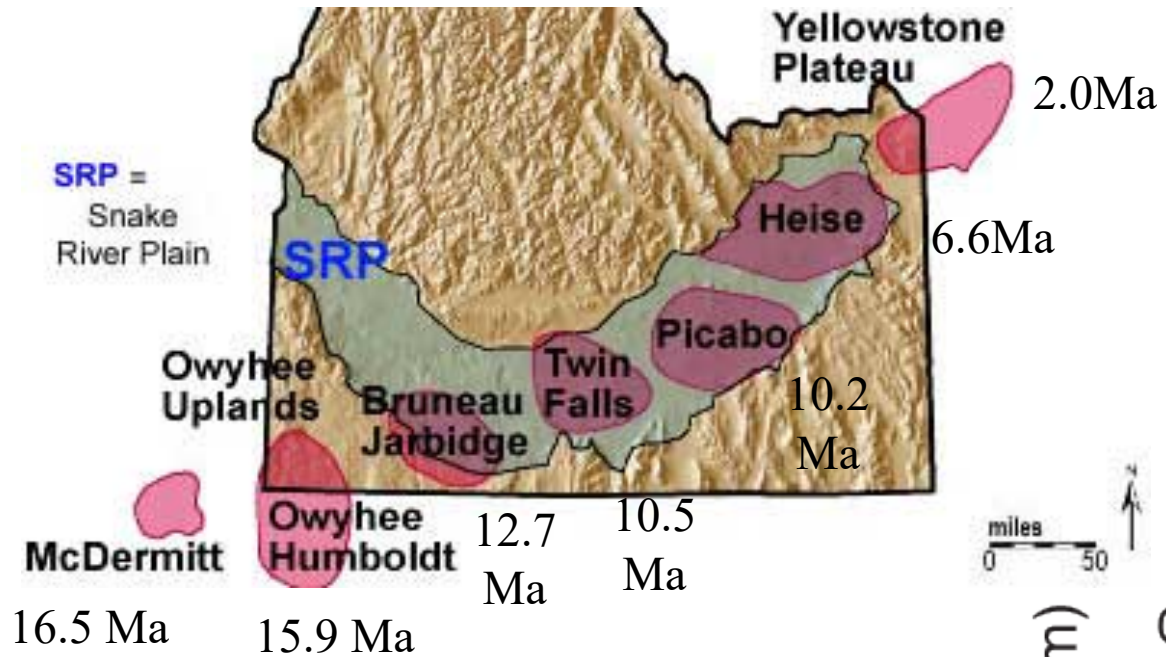 Yellowstone
Plateau
2.0Ma
SRP =
Snake
River Plain
SRP
Heise
6.6Ma
Picabo
Owyhee
Uplands
Twin
Falls
Bruneau
Jarbidge
10.2
Ma
McDermitt
Owyhee
Humboldt
12.7
Ma
10.5
Ma
miles
0 50
16.5 Ma
15.9 Ma